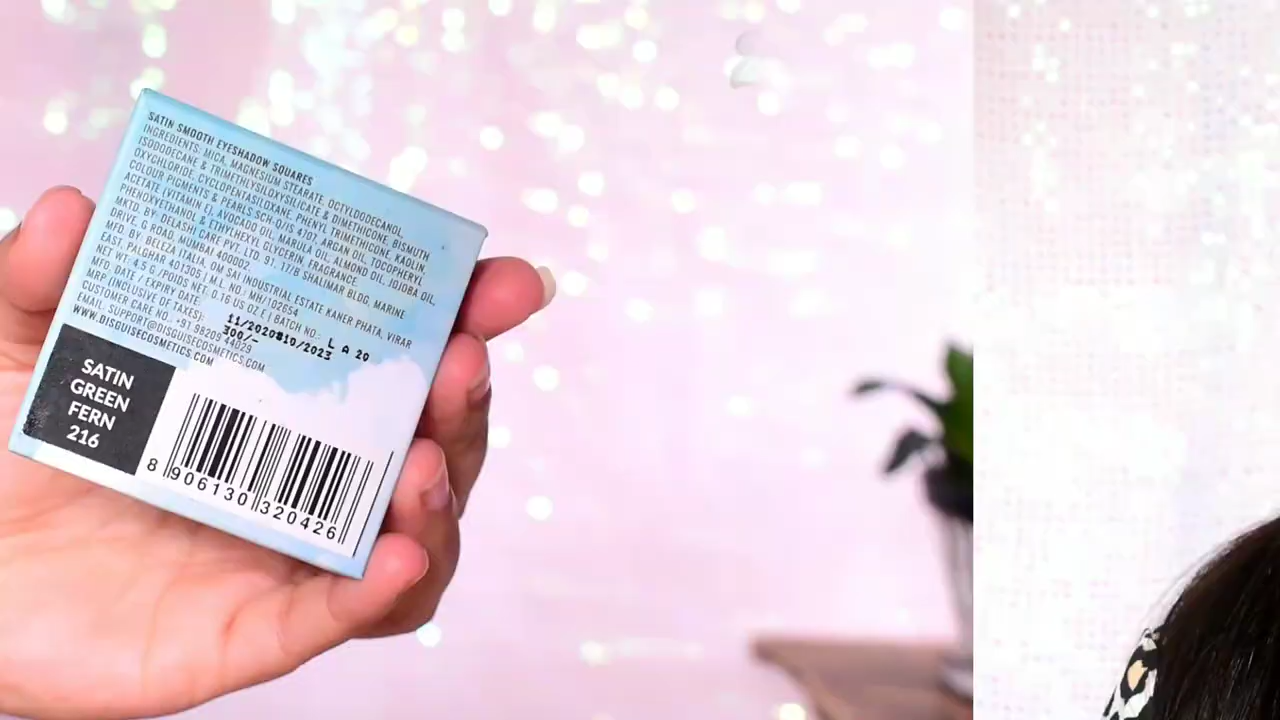 SATIN SMOOTH EYESHADOW SQUARES
INGREDIENTS: MICA, MAGNESIUM STEARATE, OCTYLDODECANOL,
ISODODECANE & TRIMETHLYSILOXYSILICATE & DIMETHICONE, BISMUTH
OXYCHLORIDE, CYCLOPENTASILOXANE, PHENYL TRIMETHICONE, KAOLIN,
COLOUR PIGMENTS & PEARLS SCH.Q/IS 4707, ARGAN OIL, TOCOPHERYL
ACETATE (VITAMIN E), AVOCADO OIL, MARULA OIL, ALMOND OIL, JOJOBA OIL,
PHENOXYETHANOL & ETHYLHEXYL GLYCERIN FRAGRANCE.
MKTD. BY: DELASHI CARE PVT. LTD. 91, 17/B SHALIMAR BLDG, MARINE
DRIVE, G ROAD, MUMBAI 400002.
MFD. BY: BELEZA ITALIA, OM SAI INDUSTRIAL ESTATE KANER PHATA, VIRAR
EAST, PALGHAR 401305 | M.L. NO.: MH/102654
NET WT: 4.5 G /POIDS NET: 0.16 US OZ E | BATCH NO.: L A 20
MFD. DATE / EXPIRY DATE: 11/2020 10/2023
MRP (INCLUSIVE OF TAXES): 300/-
CUSTOMER CARE NO.: +91 98209 44029
EMAIL: SUPPORT@DISGUISECOSMETICS.COM
WWW.DISGUISECOSMETICS.COM
SATIN
GREEN
FERN
216
8 906130 320426